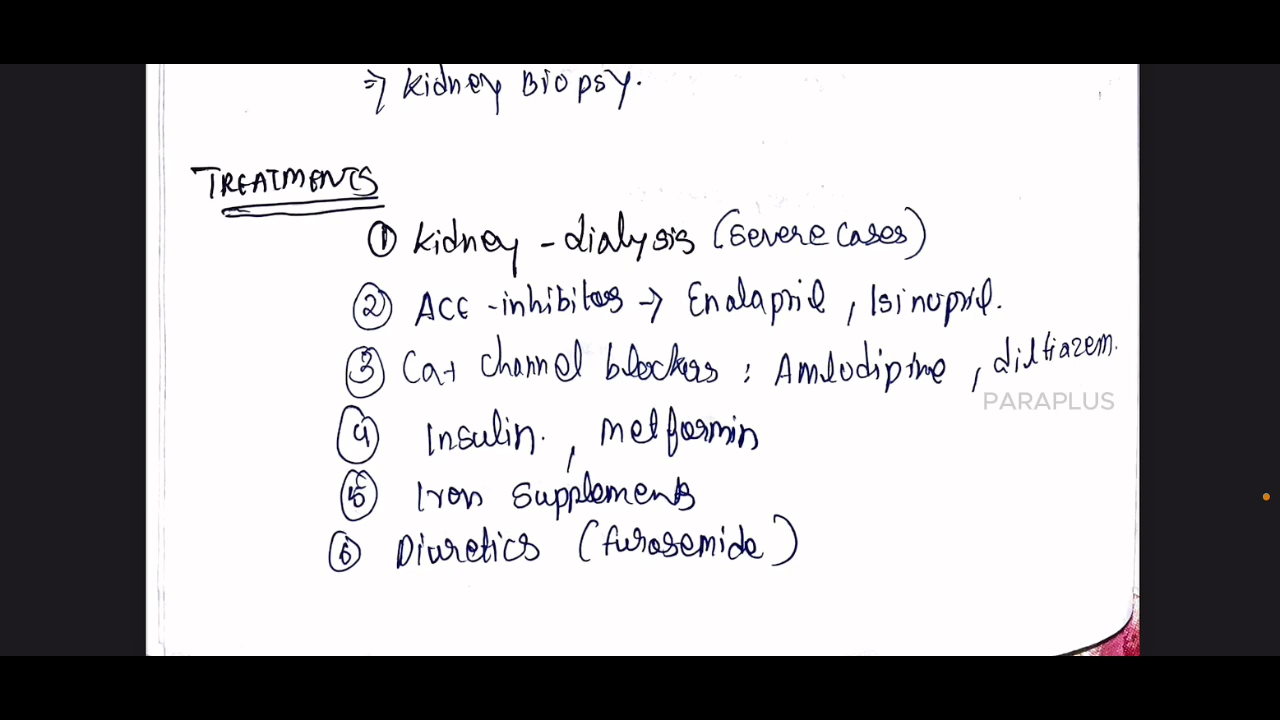 ⇒ Kidney Biopsy.
TREATMENTS
① Kidney - dialysis (severe cases)
② ACE -inhibitors → Enalapril, lsinopril.
③ Ca+ channel blockers : Amlodipine, diltiazem.
PARAPLUS
④ Insulin. , metformin
⑤ Iron supplements
⑥ Diuretics (furosemide)